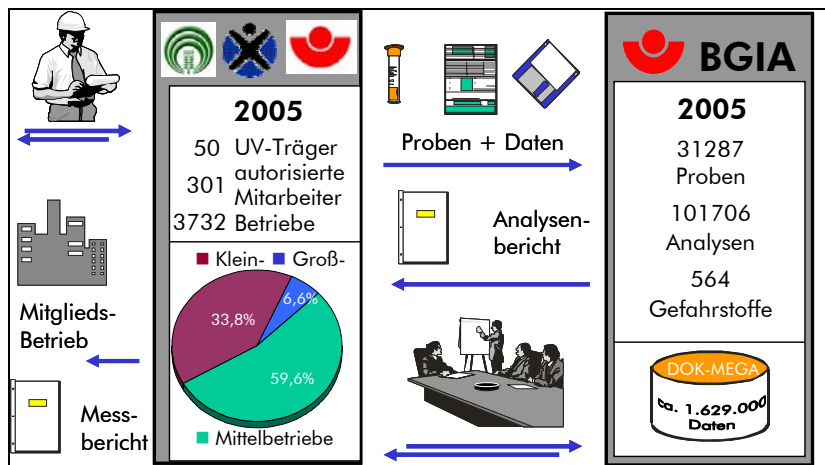 Mitglieds-
Betrieb
Mess-
bericht
2005
50 UV-Träger
301 autorisierte
Mitarbeiter
3732 Betriebe
Klein- Groß-
33,8%
6,6%
59,6%
Mittelbetriebe
Proben + Daten
Analysen-
bericht
BGIA
2005
31287
Proben
101706
Analysen
564
Gefahrstoffe
DOK-MEGA
ca. 1.629.000
Daten